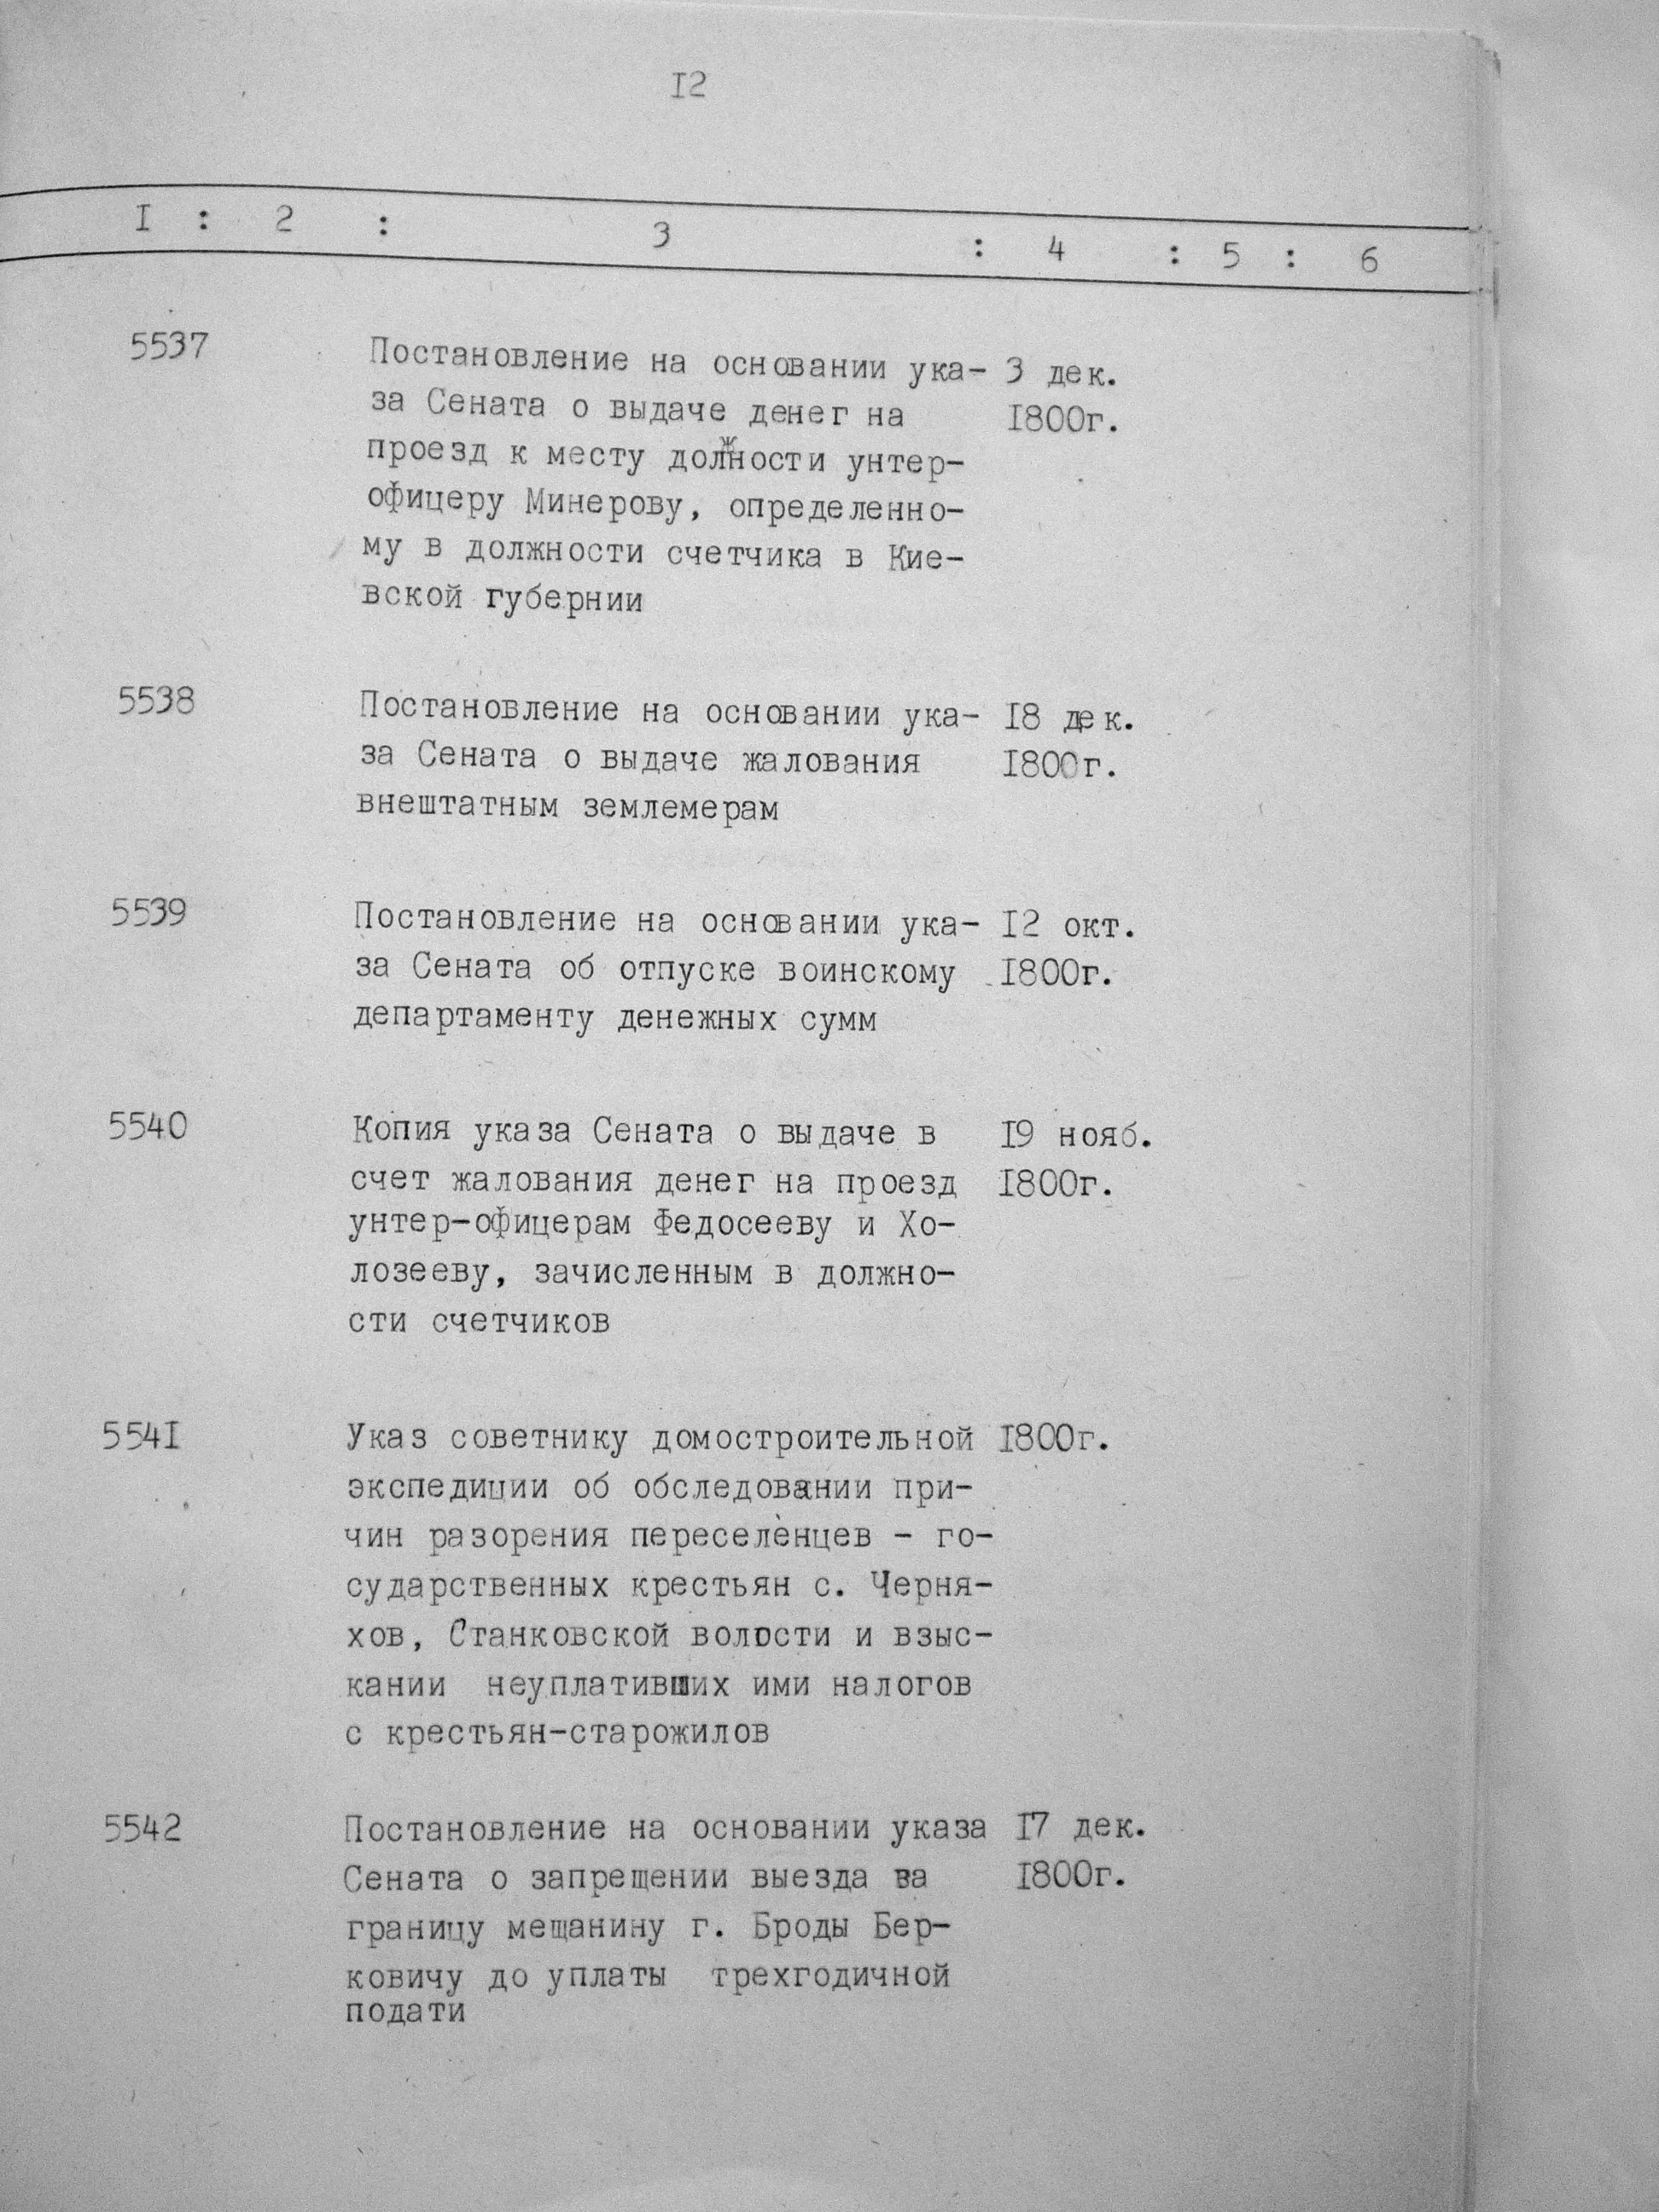 12
I : 2 : 3 : 4 : 5 : 6
5537 Постановление на основании ука- 3 дек.
за Сената о выдаче денег на 1800г.
проезд к месту должности унтер-
офицеру Минерову, определенно-
му в должности счетчика в Кие-
вской губернии
5538 Постановление на основании ука- 18 дек.
за Сената о выдаче жалования 1800г.
внештатным землемерам
5539 Постановление на основании ука- 12 окт.
за Сената об отпуске воинскому 1800г.
департаменту денежных сумм
5540 Копия указа Сената о выдаче в 19 нояб.
счет жалования денег на проезд 1800г.
унтер-офицерам Федосееву и Хо-
лозееву, зачисленным в должно-
сти счетчиков
5541 Указ советнику домостроительной 1800г.
экспедиции об обследовании при-
чин разорения переселенцев - го-
сударственных крестьян с. Черня-
хов, Станковской волости и взыс-
кании неуплативших ими налогов
с крестьян-старожилов
5542 Постановление на основании указа 17 дек.
Сената о запрещении выезда за 1800г.
границу мещанину г. Броды Бер-
ковичу до уплаты трехгодичной
подати